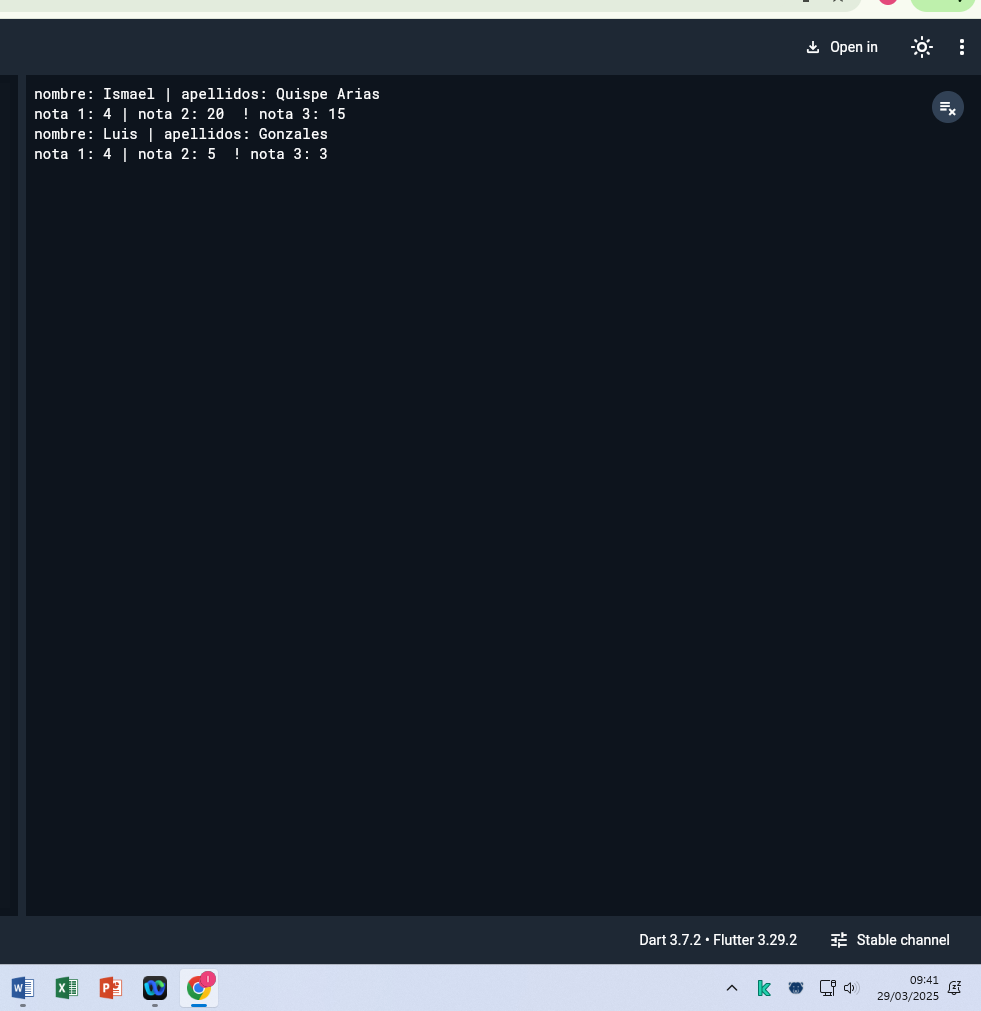 Open in
nombre: Ismael | apellidos: Quispe Arias
nota 1: 4 | nota 2: 20  ! nota 3: 15
nombre: Luis | apellidos: Gonzales
nota 1: 4 | nota 2: 5  ! nota 3: 3
Dart 3.7.2 • Flutter 3.29.2
Stable channel
09:41
29/03/2025